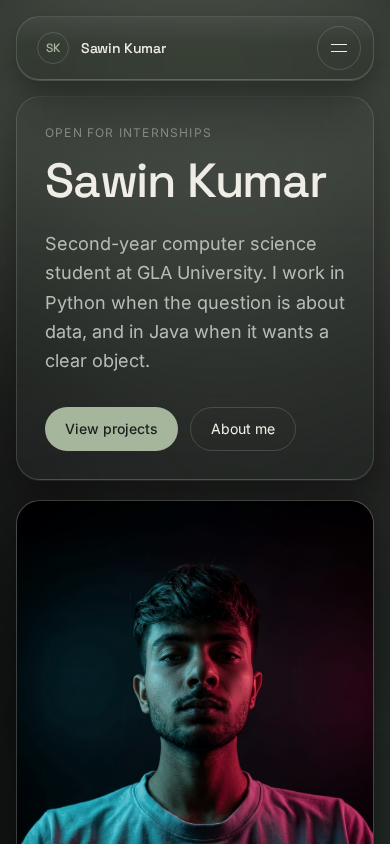 SK Sawin Kumar
OPEN FOR INTERNSHIPS
Sawin Kumar
Second-year computer science
student at GLA University. I work in
Python when the question is about
data, and in Java when it wants a
clear object.
View projects About me